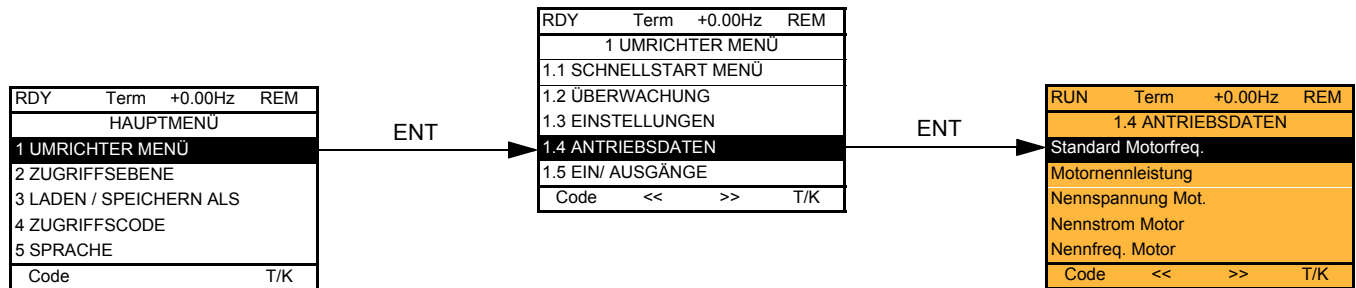 RDY Term +0.00Hz REM
HAUPTMENÜ
1 UMRICHTER MENÜ
2 ZUGRIFFSEBENE
3 LADEN / SPEICHERN ALS
4 ZUGRIFFSCODE
5 SPRACHE
Code T/K
ENT
RDY Term +0.00Hz REM
1 UMRICHTER MENÜ
1.1 SCHNELLSTART MENÜ
1.2 ÜBERWACHUNG
1.3 EINSTELLUNGEN
1.4 ANTRIEBSDATEN
1.5 EIN/ AUSGÄNGE
Code << >> T/K
ENT
RUN Term +0.00Hz REM
1.4 ANTRIEBSDATEN
Standard Motorfreq.
Motornennleistung
Nennspannung Mot.
Nennstrom Motor
Nennfreq. Motor
Code << >> T/K